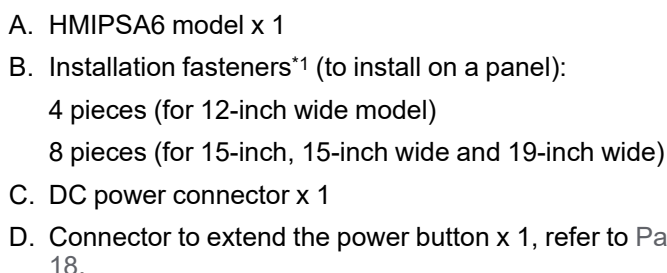 A. HMIPSA6 model x 1
B. Installation fasteners*1 (to install on a panel):
4 pieces (for 12-inch wide model)
8 pieces (for 15-inch, 15-inch wide and 19-inch wide)
C. DC power connector x 1
D. Connector to extend the power button x 1, refer to Pa
18.